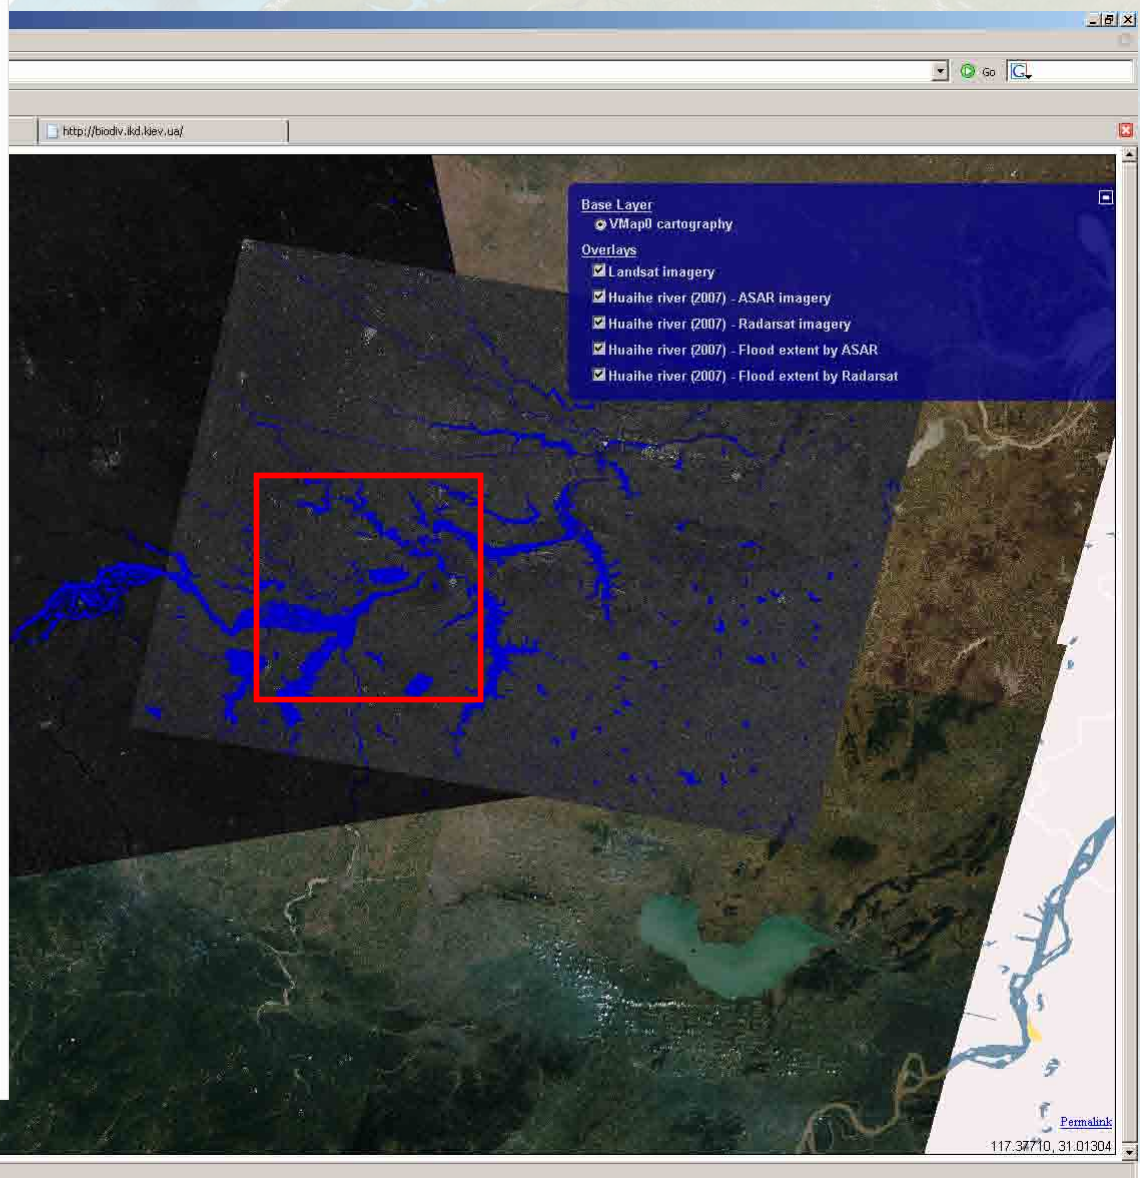 Go
http://biodiv.ikd.kiev.ua/
Base Layer
VMap0 cartography
Overlays
Landsat imagery
Huaihe river (2007) - ASAR imagery
Huaihe river (2007) - Radarsat imagery
Huaihe river (2007) - Flood extent by ASAR
Huaihe river (2007) - Flood extent by Radarsat
Permalink
117.37710, 31.01304